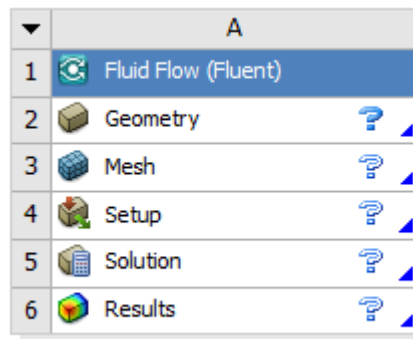 A
1 Fluid Flow (Fluent)
2 Geometry ?
3 Mesh ?
4 Setup ?
5 Solution ?
6 Results ?